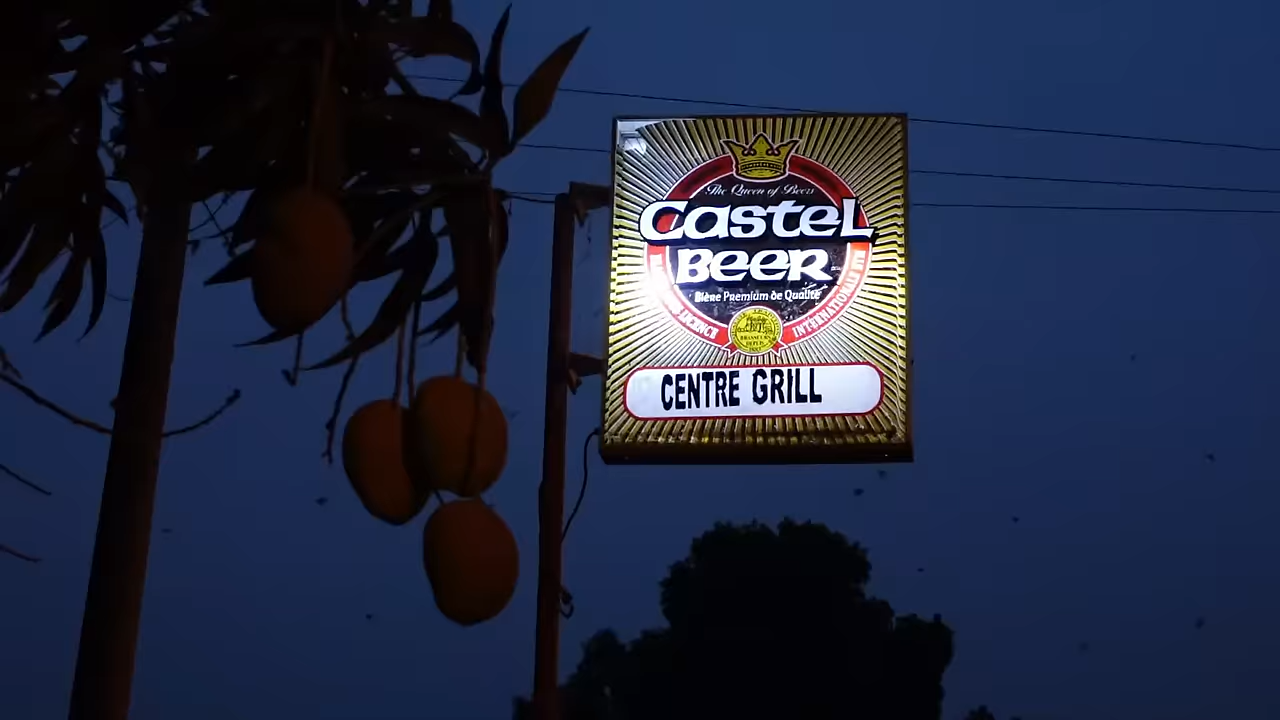 The Queen of Beers
Castel
BEER
Bière Premium de Qualité
LICENCE INTERNATIONALE
CENTRE GRILL